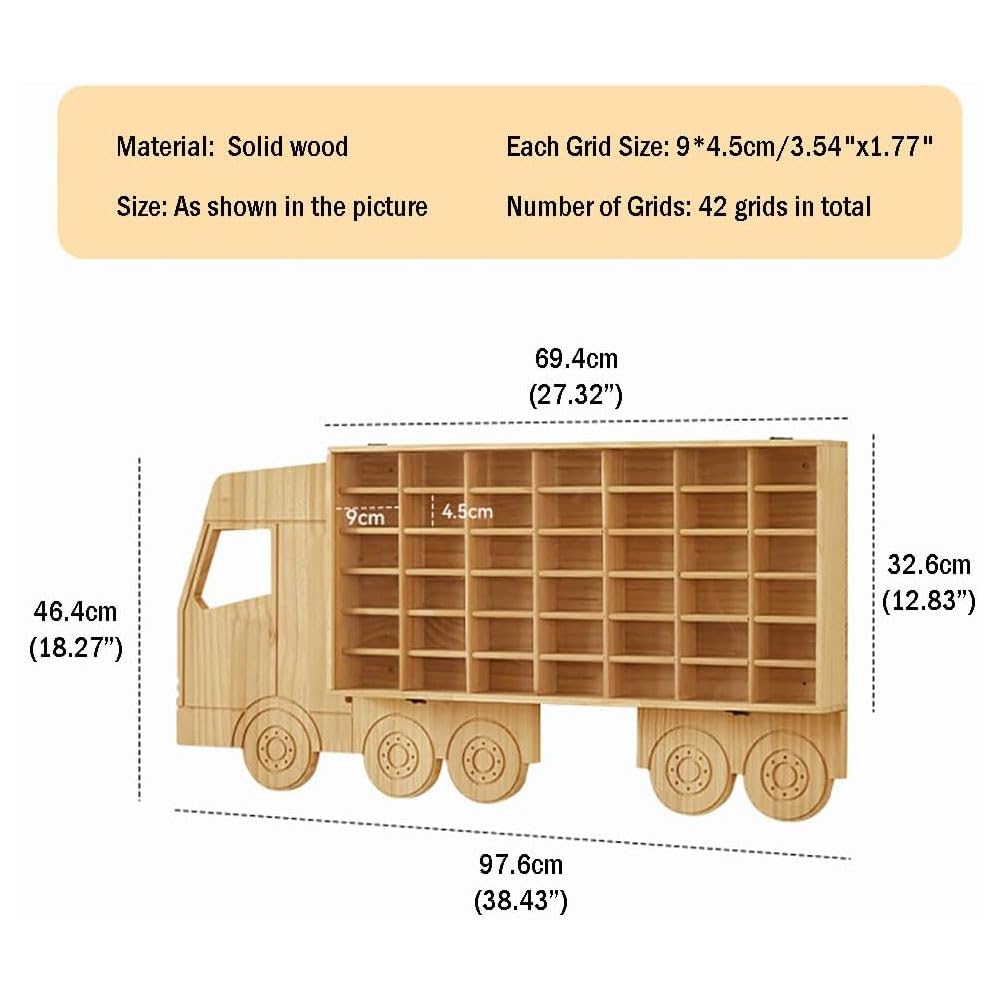 Material: Solid wood
Each Grid Size: 9*4.5cm/3.54"x1.77"
Size: As shown in the picture
Number of Grids: 42 grids in total
69.4cm
(27.32”)
9cm
4.5cm
32.6cm
(12.83”)
46.4cm
(18.27”)
97.6cm
(38.43”)